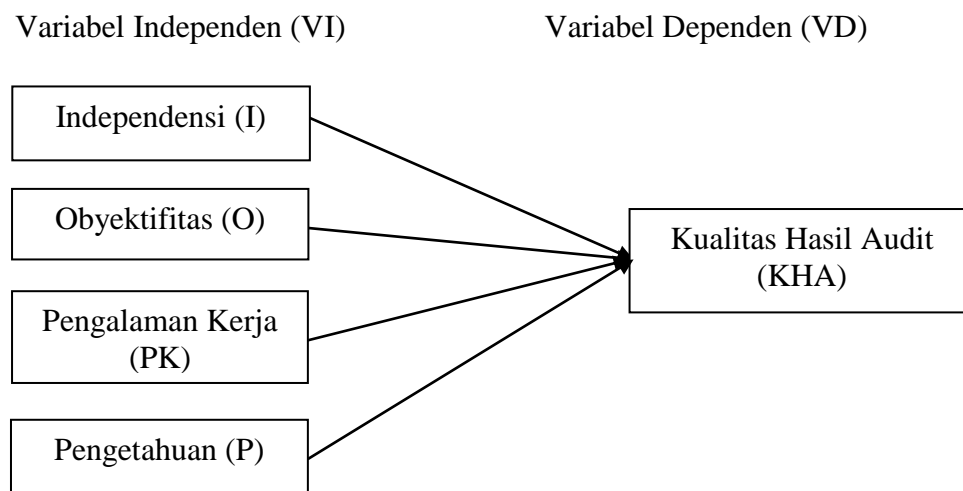 Variabel Independen (VI)
Variabel Dependen (VD)
Independensi (I)
Obyektifitas (O)
Kualitas Hasil Audit
(KHA)
Pengalaman Kerja
(PK)
Pengetahuan (P)